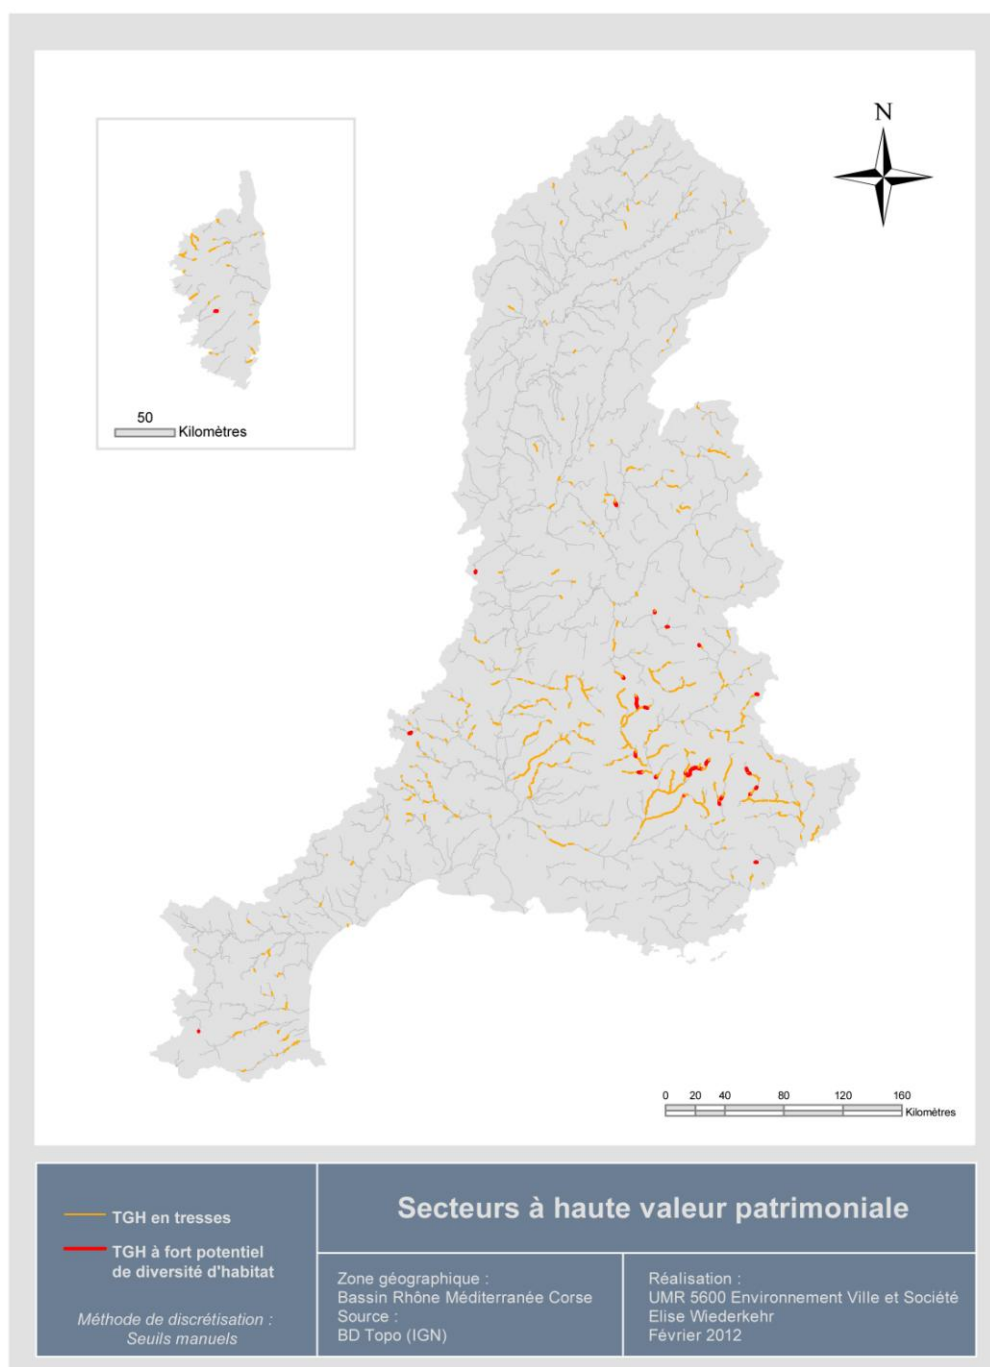 N
50
Kilomètres
0 20 40 80 120 160
Kilomètres
TGH en tresses
TGH à fort potentiel
de diversité d'habitat
Méthode de discrétisation :
Seuils manuels
Secteurs à haute valeur patrimoniale
Zone géographique :
Bassin Rhône Méditerranée Corse
Source :
BD Topo (IGN)
Réalisation :
UMR 5600 Environnement Ville et Société
Elise Wiederkehr
Février 2012